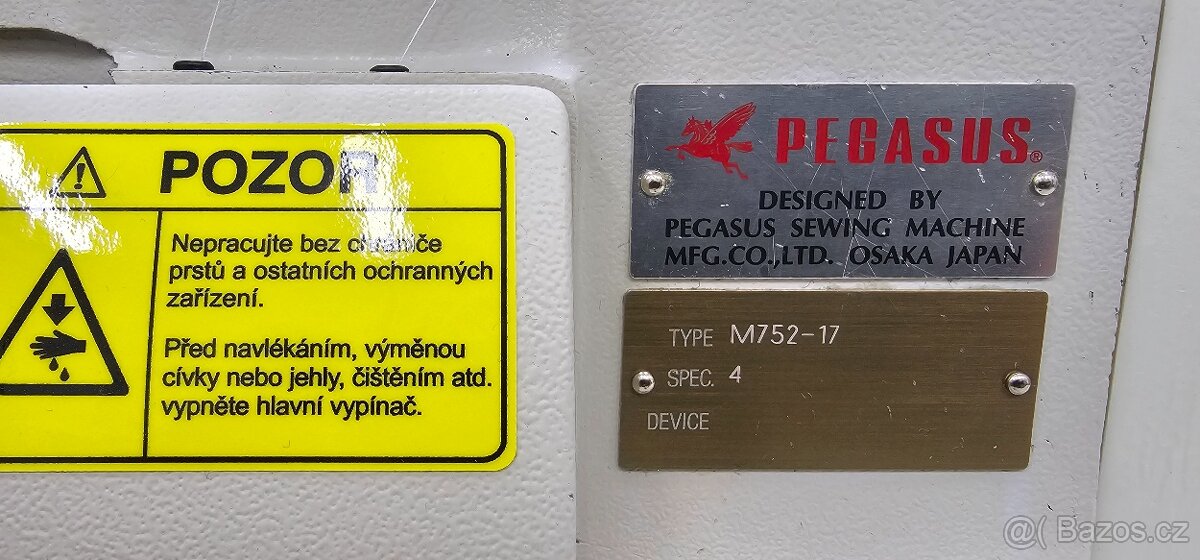 POZOR
Nepracujte bez chrániče
prstů a ostatních ochranných
zařízení.
Před navlékáním, výměnou
cívky nebo jehly, čištěním atd.
vypněte hlavní vypínač.
PEGASUS®
DESIGNED BY
PEGASUS SEWING MACHINE
MFG.CO.,LTD. OSAKA JAPAN
TYPE M752-17
SPEC. 4
DEVICE
@( Bazos.cz